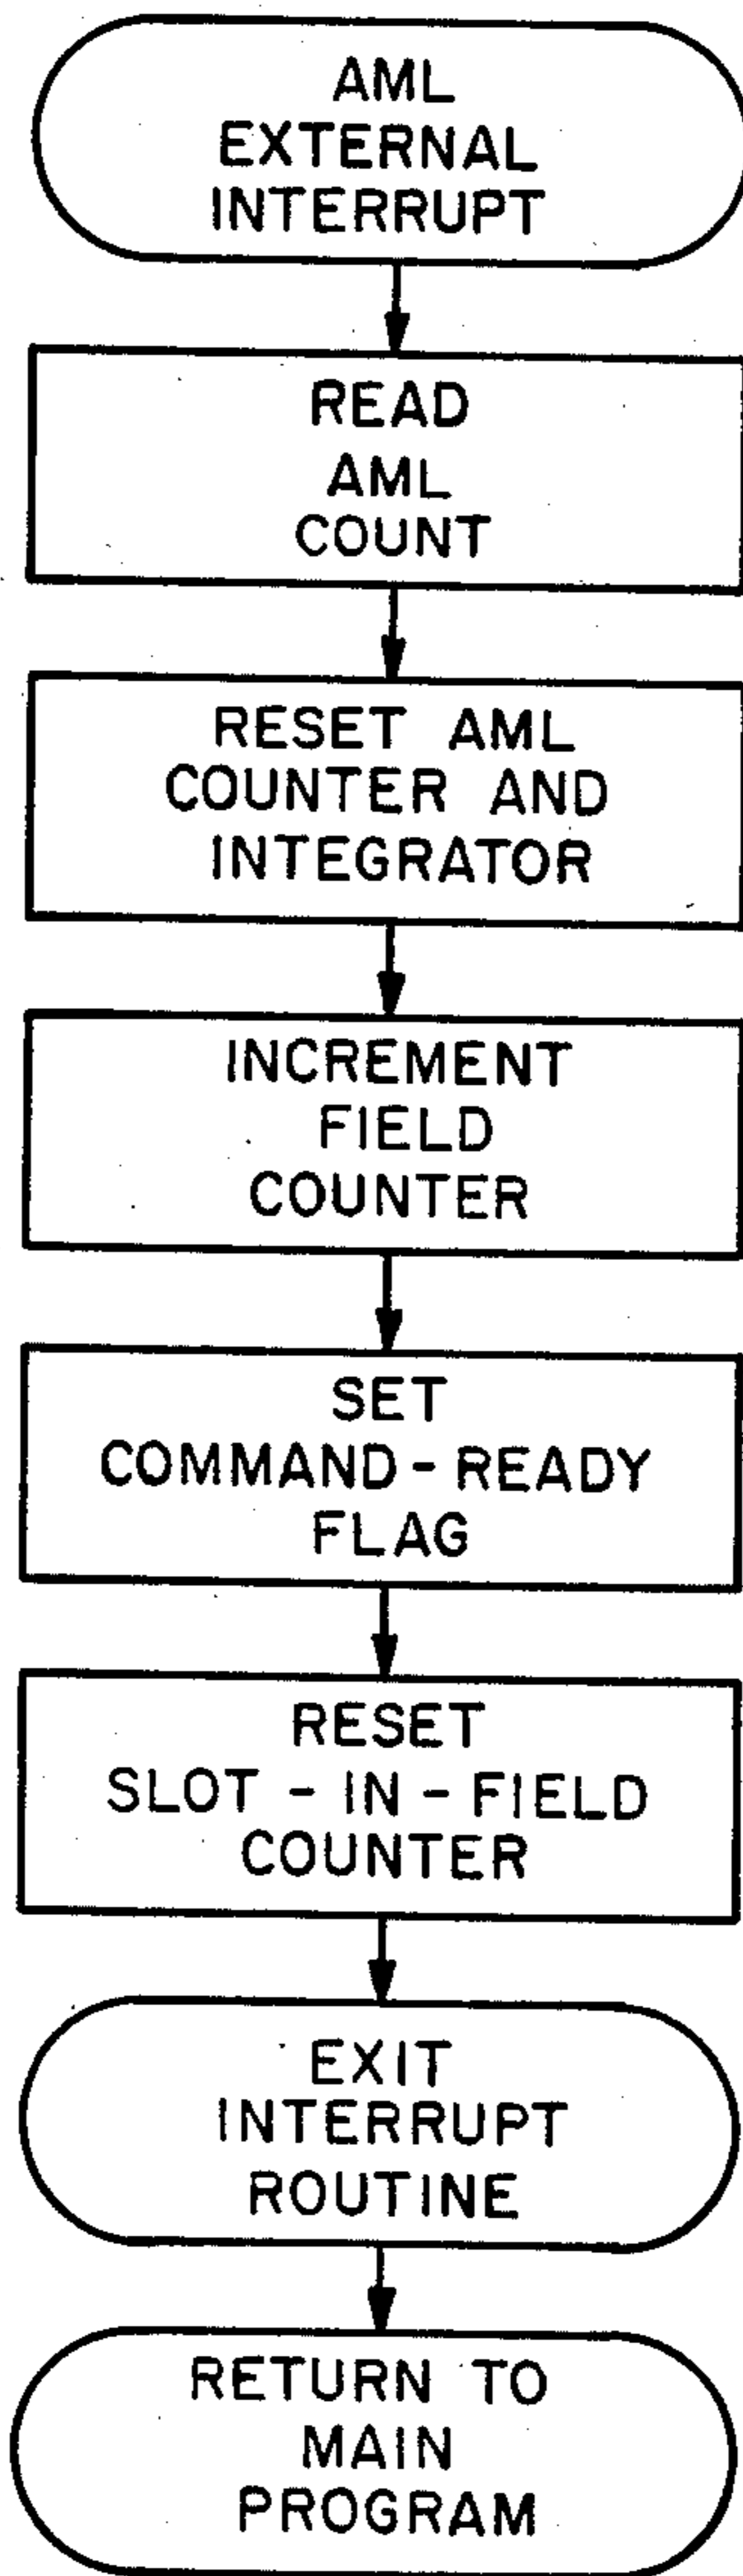 AML
EXTERNAL
INTERRUPT
READ
AML
COUNT
RESET AML
COUNTER AND
INTEGRATOR
INCREMENT
FIELD
COUNTER
SET
COMMAND-READY
FLAG
RESET
SLOT-IN-FIELD
COUNTER
EXIT
INTERRUPT
ROUTINE
RETURN TO
MAIN
PROGRAM